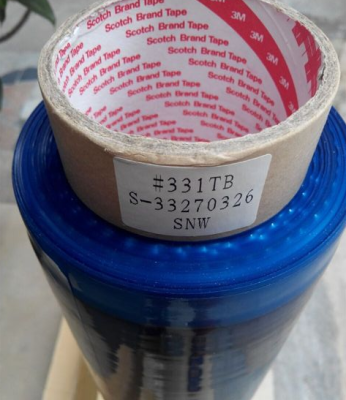 Scotch Brand Tape
3M
#331TB
S-33270326
SNW